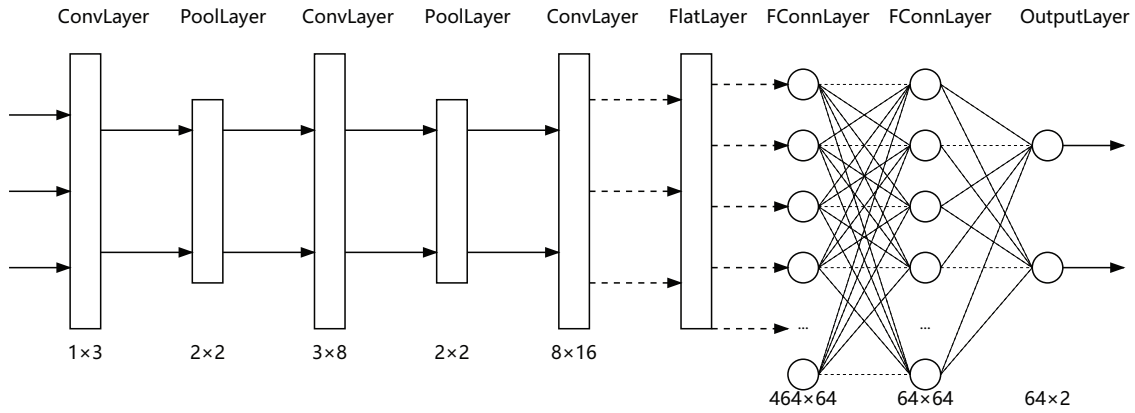 ConvLayer PoolLayer ConvLayer PoolLayer ConvLayer FlatLayer FConnLayer FConnLayer OutputLayer
... ...
1×3 2×2 3×8 2×2 8×16
464×64 64×64 64×2